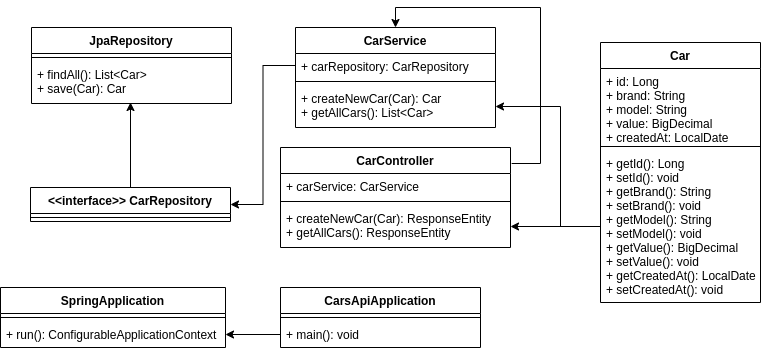 JpaRepository
+ findAll(): List<Car>
+ save(Car): Car
<<interface>> CarRepository
CarService
+ carRepository: CarRepository
+ createNewCar(Car): Car
+ getAllCars(): List<Car>
CarController
+ carService: CarService
+ createNewCar(Car): ResponseEntity
+ getAllCars(): ResponseEntity
Car
+ id: Long
+ brand: String
+ model: String
+ value: BigDecimal
+ createdAt: LocalDate
+ getId(): Long
+ setId(): void
+ getBrand(): String
+ setBrand(): void
+ getModel(): String
+ setModel(): void
+ getValue(): BigDecimal
+ setValue(): void
+ getCreatedAt(): LocalDate
+ setCreatedAt(): void
SpringApplication
+ run(): ConfigurableApplicationContext
CarsApiApplication
+ main(): void